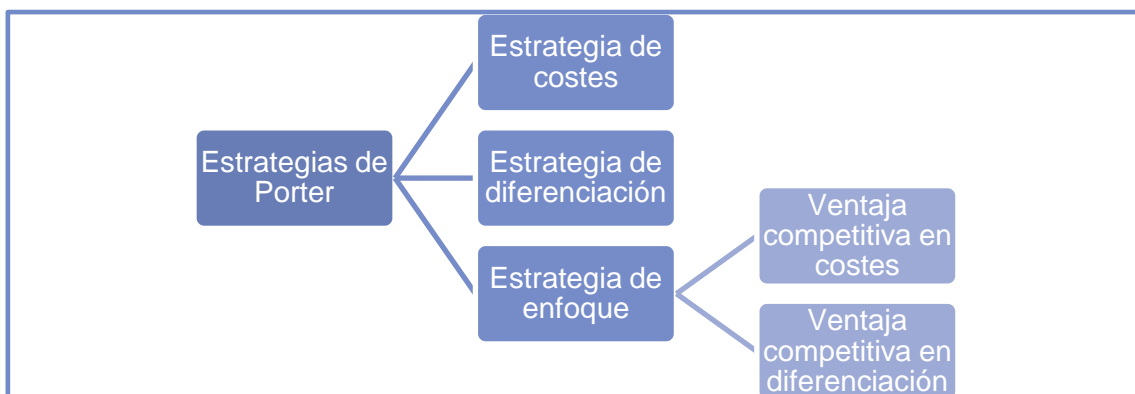 Estrategias de
Porter
Estrategia de
costes
Estrategia de
diferenciación
Estrategia de
enfoque
Ventaja
competitiva en
costes
Ventaja
competitiva en
diferenciación